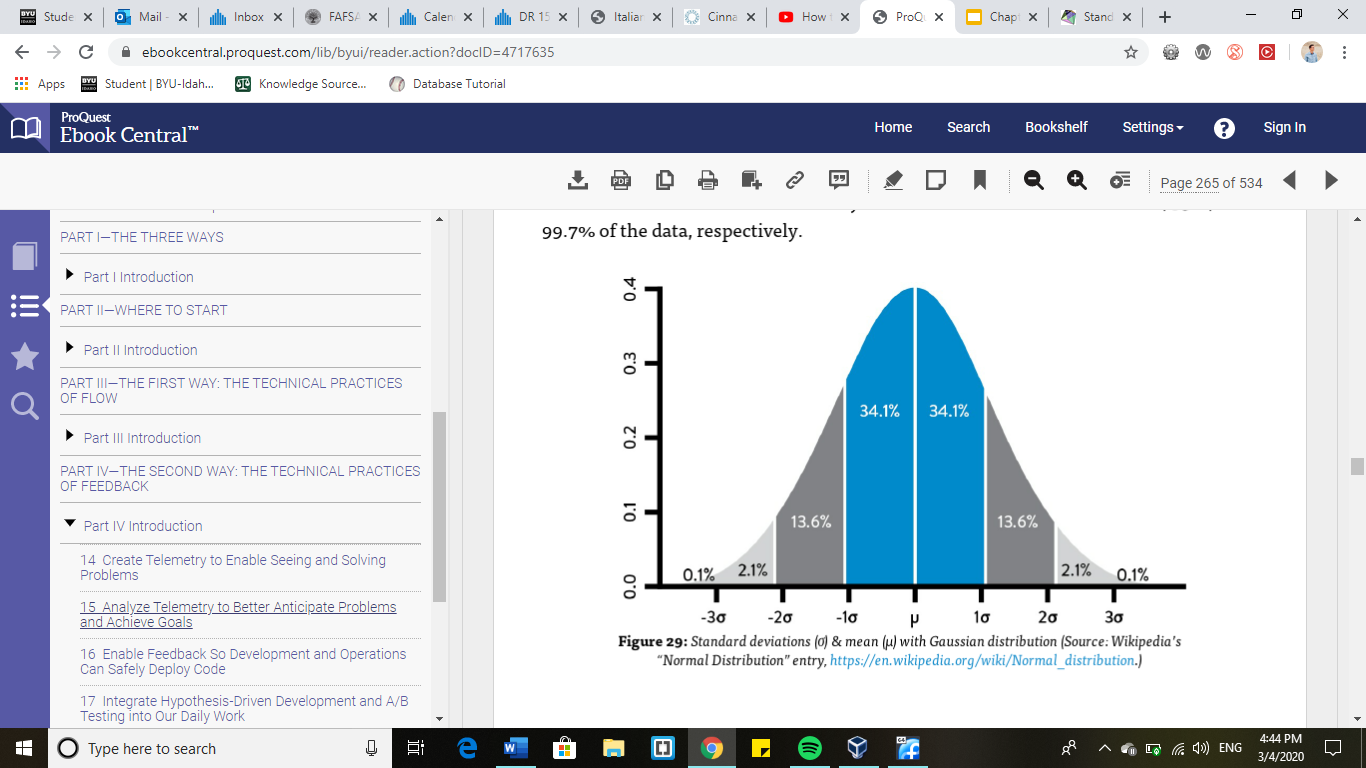 Stude
Mail -
Inbox
FAFSA
Calen
DR 15
Italian
Cinna
How
ProQ
Chapt
Stand
ebookcentral.proquest.com/lib/byui/reader.action?docID=4717635
Apps
BYU
IDAHO
Student | BYU-Idah...
Knowledge Source...
Database Tutorial
ProQuest
Ebook Central™
Home
Search
Bookshelf
Settings
?
Sign In
PDF
Page 265 of 534
PART I—THE THREE WAYS
Part I Introduction
PART II—WHERE TO START
Part II Introduction
PART III—THE FIRST WAY: THE TECHNICAL PRACTICES
OF FLOW
Part III Introduction
PART IV—THE SECOND WAY: THE TECHNICAL PRACTICES
OF FEEDBACK
Part IV Introduction
14 Create Telemetry to Enable Seeing and Solving
Problems
15 Analyze Telemetry to Better Anticipate Problems
and Achieve Goals
16 Enable Feedback So Development and Operations
Can Safely Deploy Code
17 Integrate Hypothesis-Driven Development and A/B
Testing into Our Daily Work
99.7% of the data, respectively.
0.4
0.3
0.2
0.1
0.0
34.1%
34.1%
13.6%
13.6%
0.1%
2.1%
2.1%
0.1%
-3σ
-2σ
-1σ
μ
1σ
2σ
3σ
Figure 29: Standard deviations (σ) & mean (μ) with Gaussian distribution (Source: Wikipedia's
"Normal Distribution" entry, https://en.wikipedia.org/wiki/Normal_distribution.)
Type here to search
ENG
4:44 PM
3/4/2020